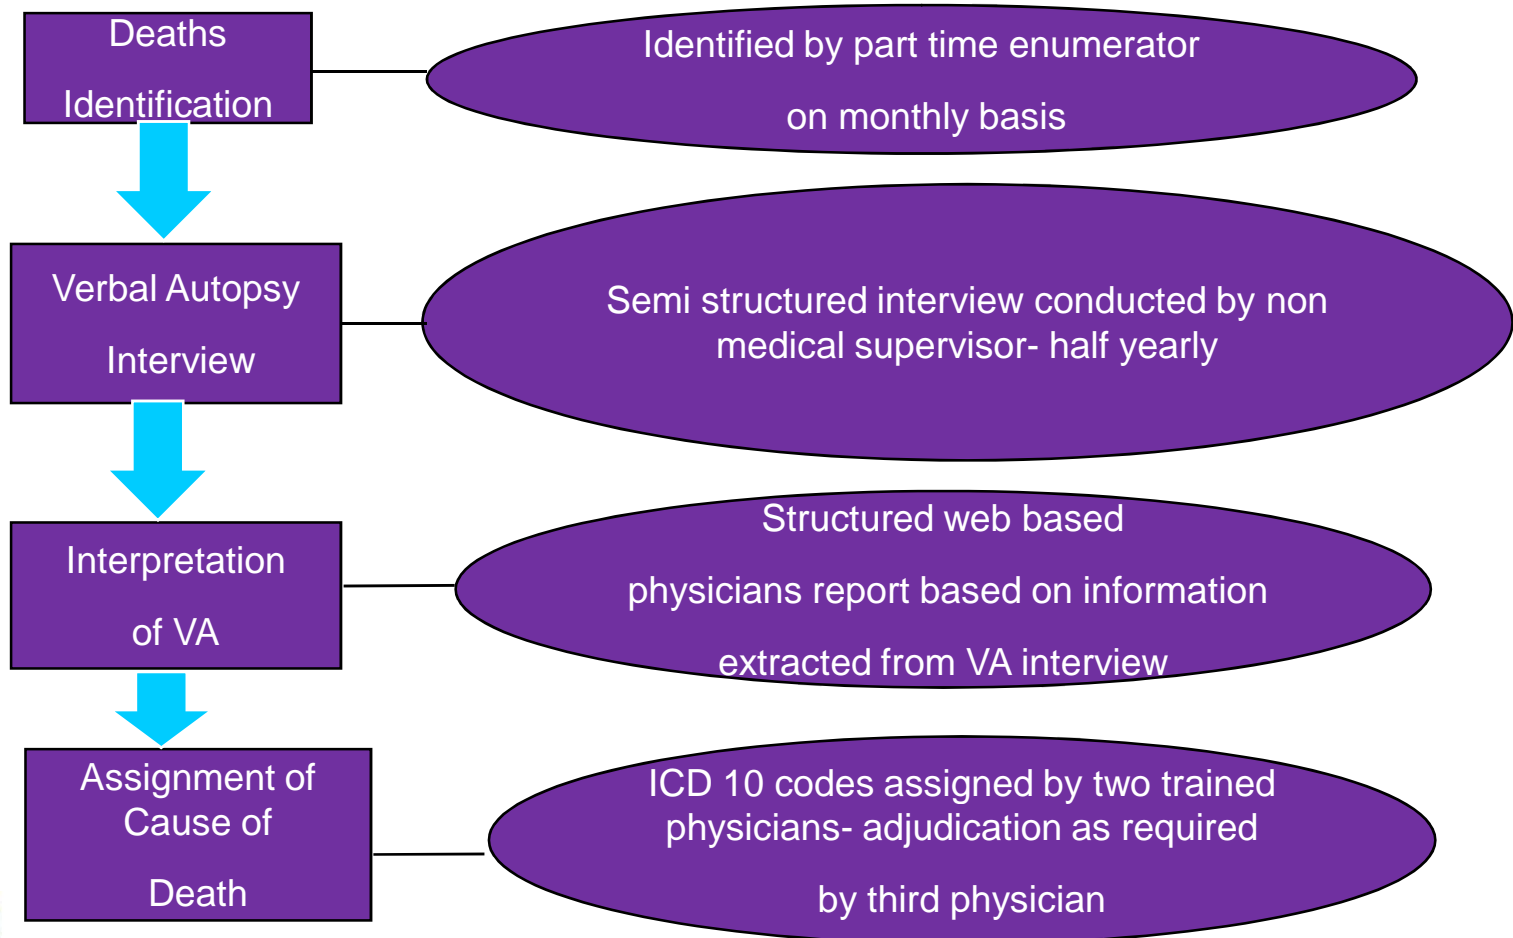 Deaths
Identification
Identified by part time enumerator
on monthly basis
Verbal Autopsy
Interview
Semi structured interview conducted by non
medical supervisor- half yearly
Interpretation
of VA
Structured web based
physicians report based on information
extracted from VA interview
Assignment of
Cause of
Death
ICD 10 codes assigned by two trained
physicians- adjudication as required
by third physician